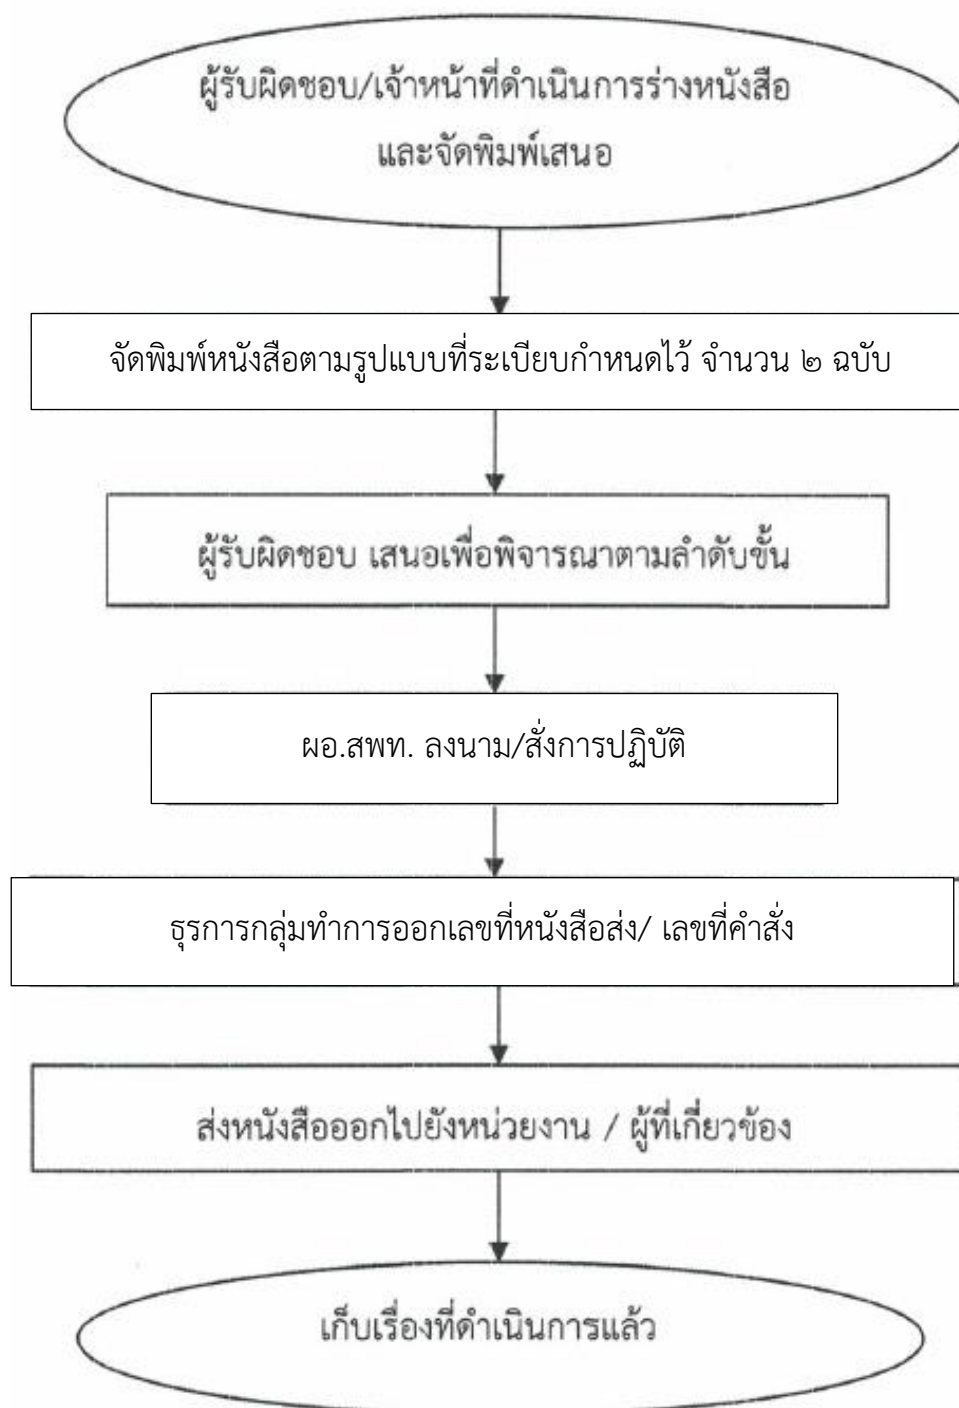 ผู้รับผิดชอบ/เจ้าหน้าที่ดำเนินการร่างหนังสือ
และจัดพิมพ์เสนอ
จัดพิมพ์หนังสือตามรูปแบบที่ระเบียบกำหนดไว้ จำนวน ๒ ฉบับ
ผู้รับผิดชอบ เสนอเพื่อพิจารณาตามลำดับขั้น
ผอ.สพท. ลงนาม/สั่งการปฏิบัติ
ธุรการกลุ่มทำการออกเลขที่หนังสือส่ง/ เลขที่คำสั่ง
ส่งหนังสือออกไปยังหน่วยงาน / ผู้ที่เกี่ยวข้อง
เก็บเรื่องที่ดำเนินการแล้ว